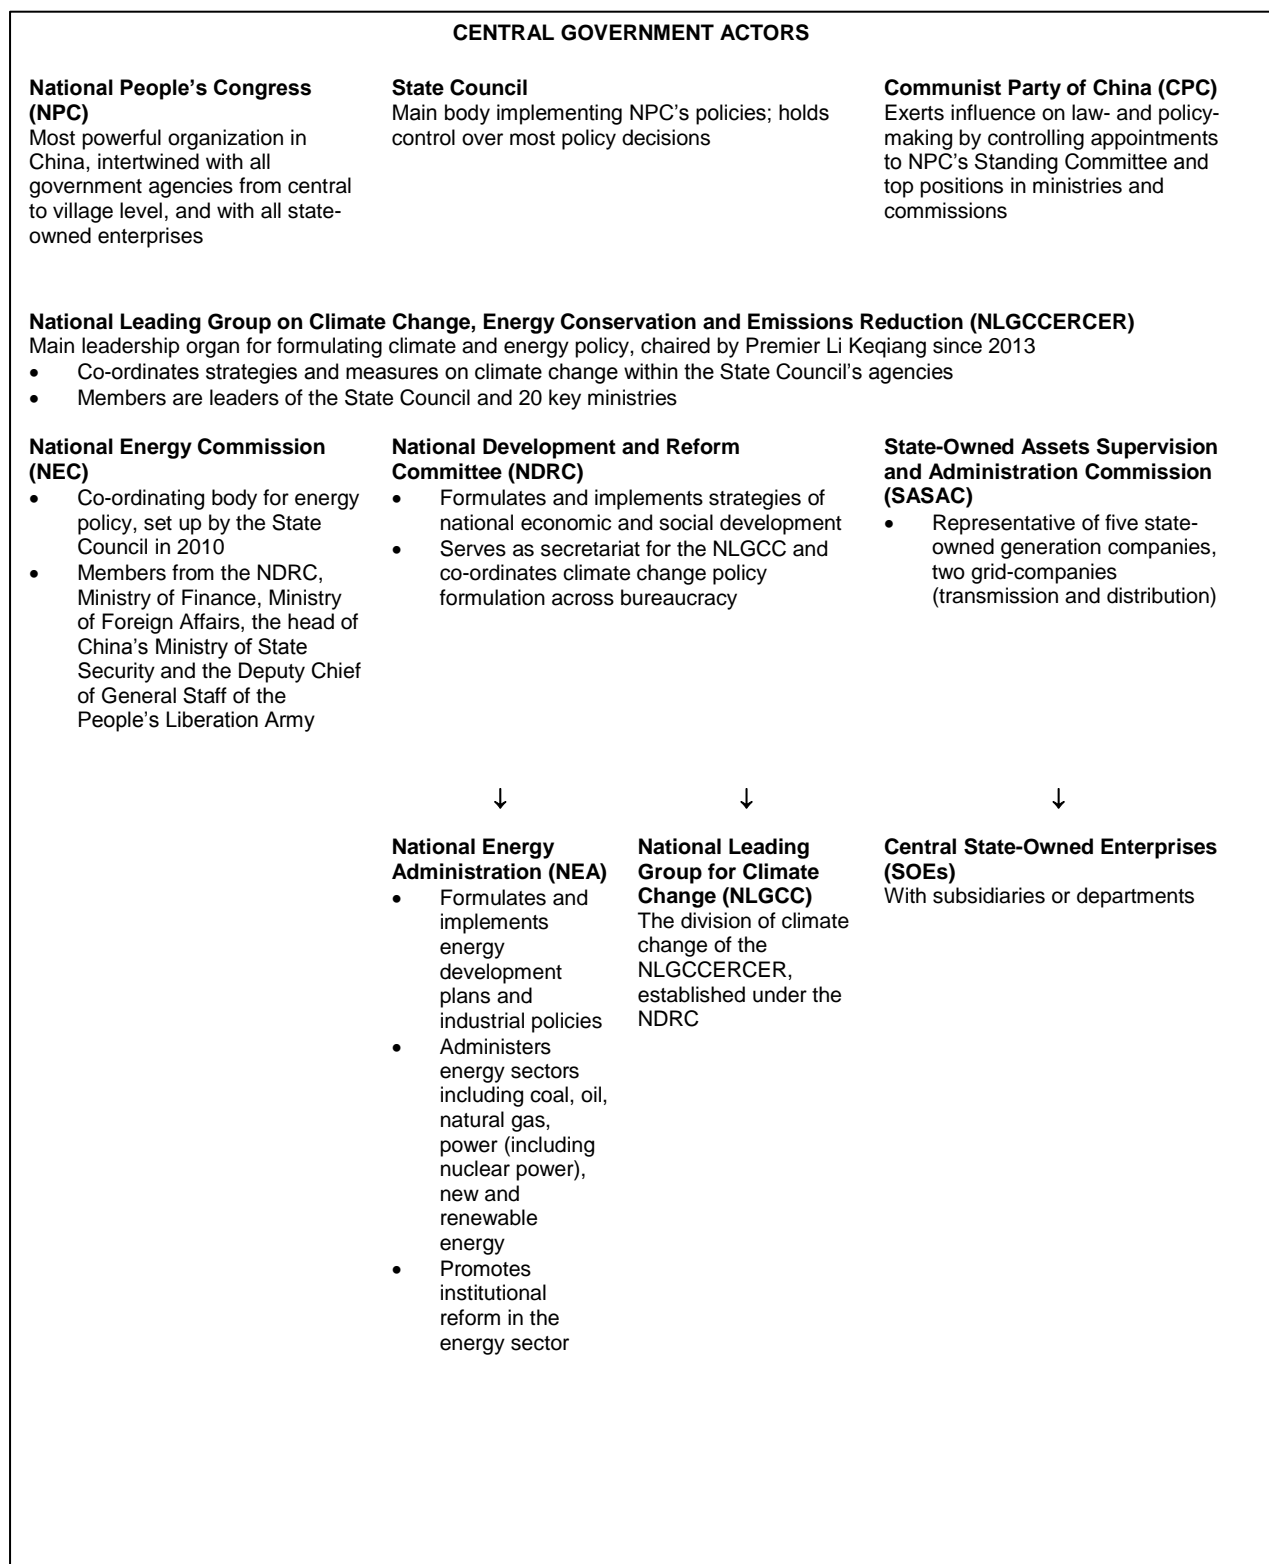 CENTRAL GOVERNMENT ACTORS
National People’s Congress
(NPC)
Most powerful organization in
China, intertwined with all
government agencies from central
to village level, and with all state-
owned enterprises
State Council
Main body implementing NPC’s policies; holds
control over most policy decisions
Communist Party of China (CPC)
Exerts influence on law- and policy-
making by controlling appointments
to NPC’s Standing Committee and
top positions in ministries and
commissions
National Leading Group on Climate Change, Energy Conservation and Emissions Reduction (NLGCCERCER)
Main leadership organ for formulating climate and energy policy, chaired by Premier Li Keqiang since 2013
• Co-ordinates strategies and measures on climate change within the State Council’s agencies
• Members are leaders of the State Council and 20 key ministries
National Energy Commission
(NEC)
• Co-ordinating body for energy
policy, set up by the State
Council in 2010
• Members from the NDRC,
Ministry of Finance, Ministry
of Foreign Affairs, the head of
China’s Ministry of State
Security and the Deputy Chief
of General Staff of the
People’s Liberation Army
National Development and Reform
Committee (NDRC)
• Formulates and implements strategies of
national economic and social development
• Serves as secretariat for the NLGCC and
co-ordinates climate change policy
formulation across bureaucracy
State-Owned Assets Supervision
and Administration Commission
(SASAC)
• Representative of five state-
owned generation companies,
two grid-companies
(transmission and distribution)
↓ ↓ ↓
National Energy
Administration (NEA)
• Formulates and
implements
energy
development
plans and
industrial policies
• Administers
energy sectors
including coal, oil,
natural gas,
power (including
nuclear power),
new and
renewable
energy
• Promotes
institutional
reform in the
energy sector
National Leading
Group for Climate
Change (NLGCC)
The division of climate
change of the
NLGCCERCER,
established under the
NDRC
Central State-Owned Enterprises
(SOEs)
With subsidiaries or departments